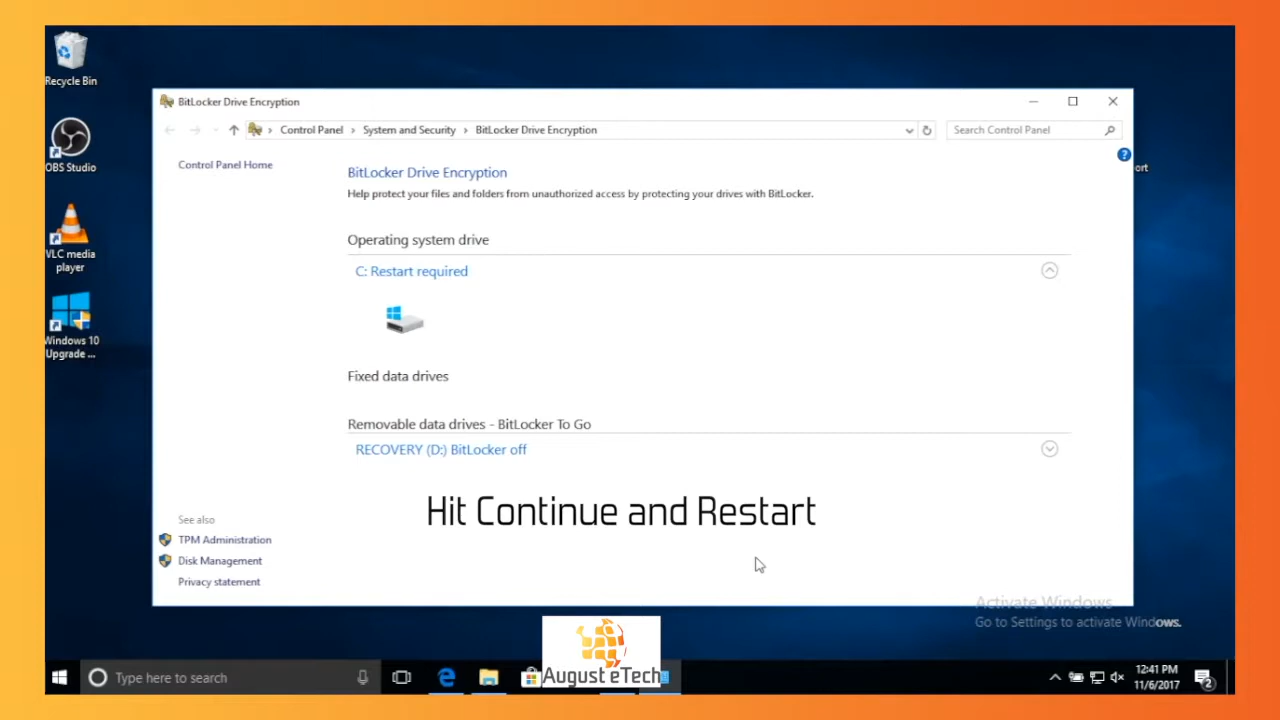 Recycle Bin
OBS Studio
VLC media
player
Windows 10
Upgrade ...
BitLocker Drive Encryption
Control Panel > System and Security > BitLocker Drive Encryption
Search Control Panel
ort
Control Panel Home
BitLocker Drive Encryption
Help protect your files and folders from unauthorized access by protecting your drives with BitLocker.
Operating system drive
C: Restart required
Fixed data drives
Removable data drives - BitLocker To Go
RECOVERY (D:) BitLocker off
Hit Continue and Restart
See also
TPM Administration
Disk Management
Privacy statement
Activate Windows
Go to Settings to activate Windows.
August eTech
Type here to search
12:41 PM
11/6/2017
2